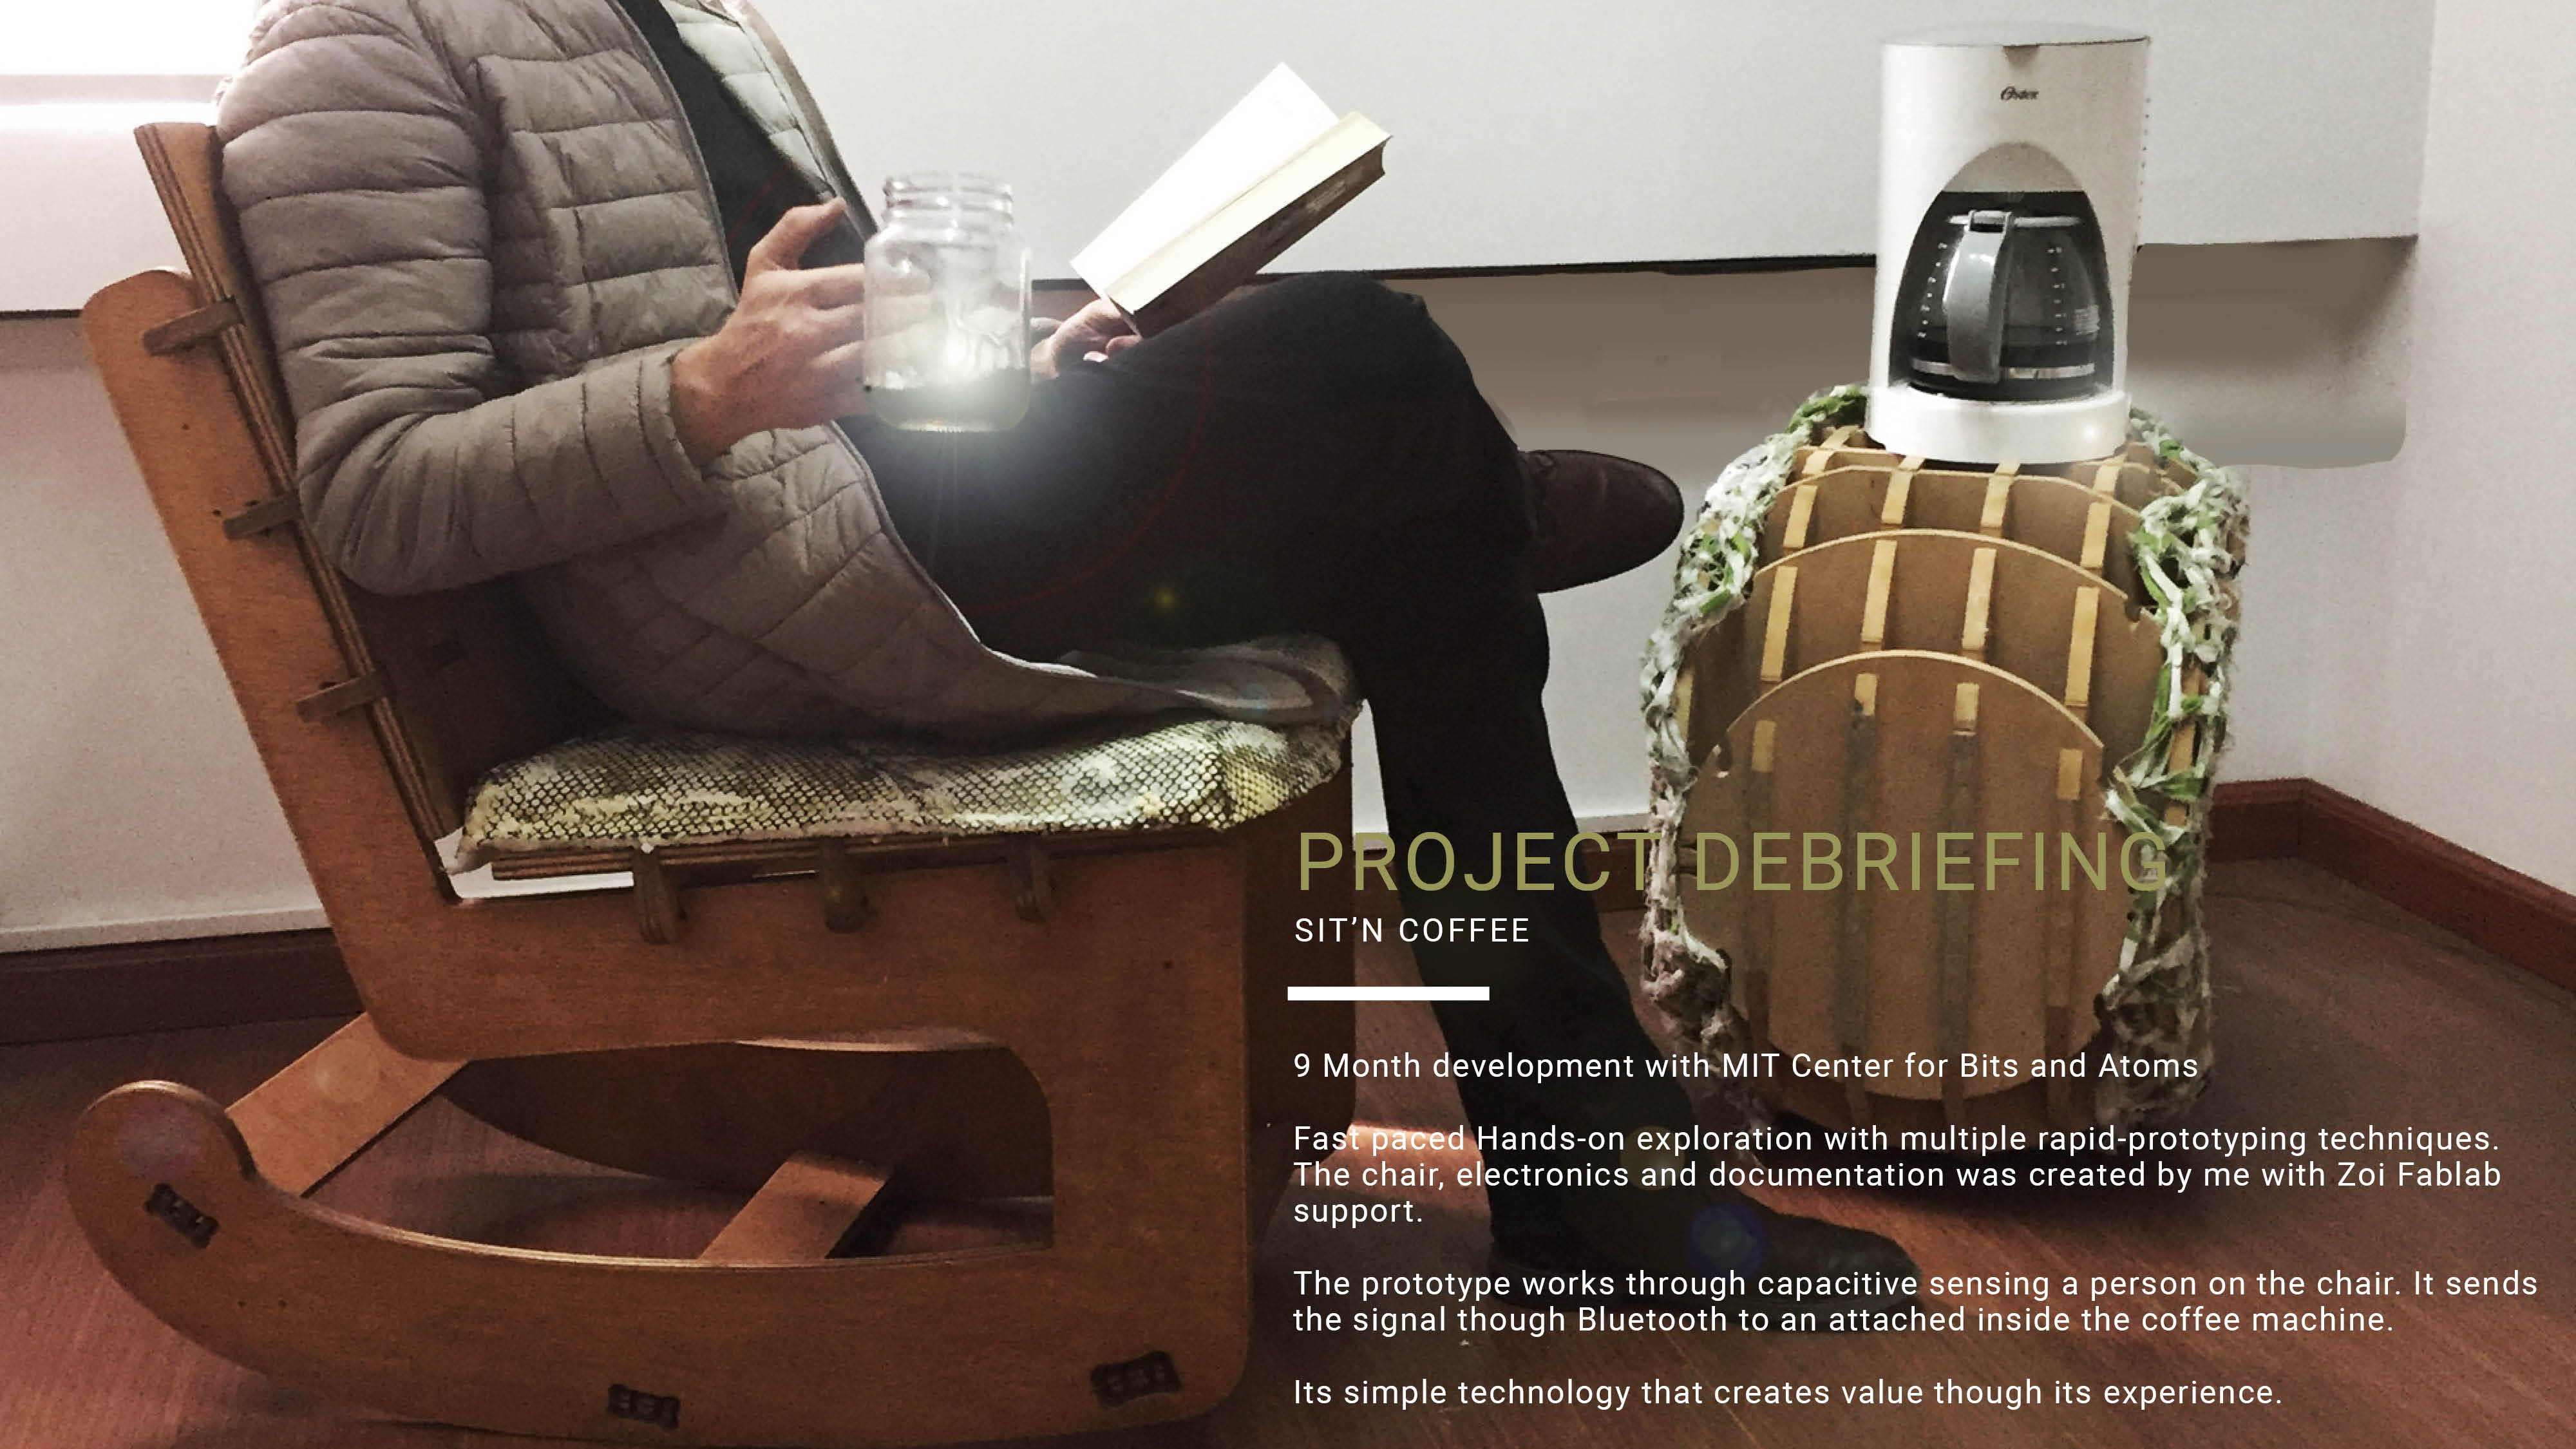 Oster
PROJECT DEBRIEFING
SIT’N COFFEE
9 Month development with MIT Center for Bits and Atoms
Fast paced Hands-on exploration with multiple rapid-prototyping techniques.
The chair, electronics and documentation was created by me with Zoi Fablab
support.
The prototype works through capacitive sensing a person on the chair. It sends
the signal though Bluetooth to an attached inside the coffee machine.
Its simple technology that creates value though its experience.